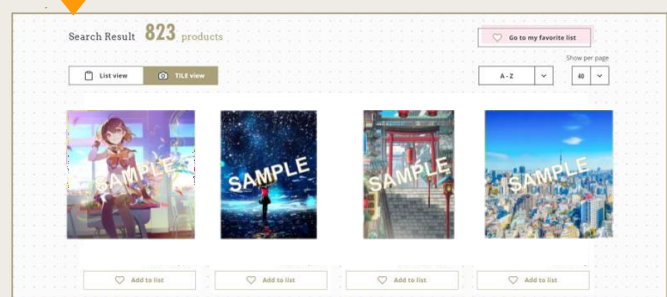 Search Result 823 products
Go to my favorite list
Show per page
List view
TILE view
A - Z
40
SAMPLE
SAMPLE
SAMPLE
SAMPLE
Add to list
Add to list
Add to list
Add to list